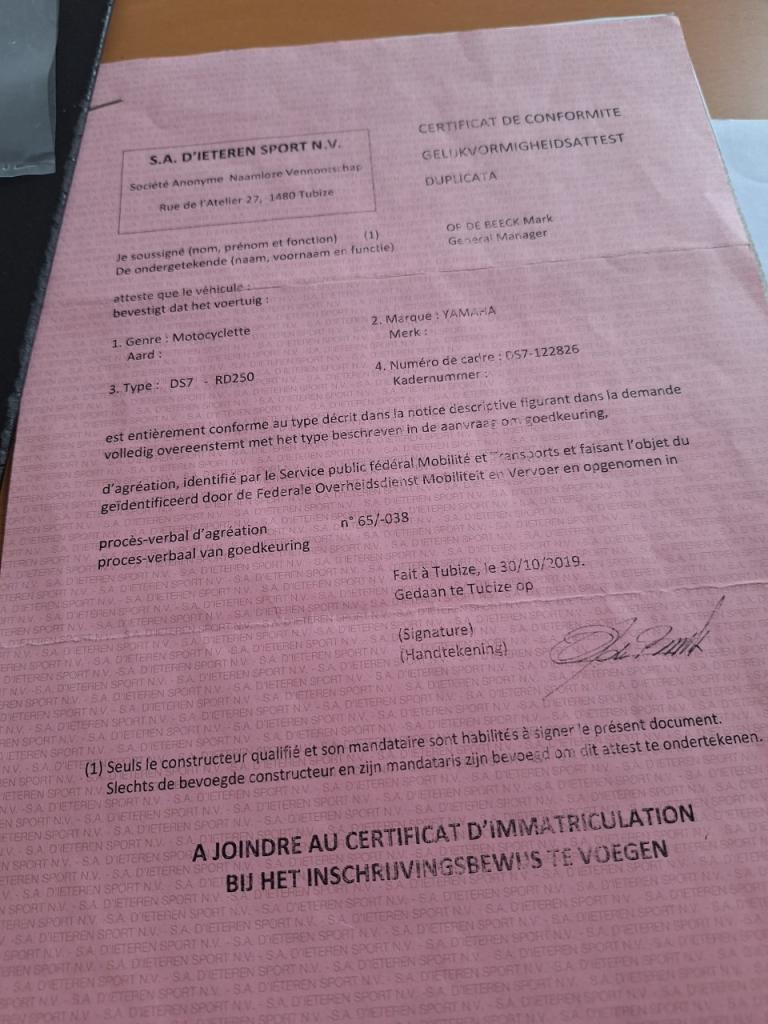 S.A. D'IETEREN SPORT N.V.
Société Anonyme Naamloze Vennootschap
Rue de l'Atelier 27, 1480 Tubize
CERTIFICAT DE CONFORMITE
GELIJKVORMIGHEIDSATTEST
DUPLICATA
Je soussigné (nom, prénom et fonction) (1)
De ondergetekende (naam, voornaam en functie)
OP DE BEECK Mark
General Manager
atteste que le véhicule :
bevestigt dat het voertuig :
1. Genre : Motocyclette
Aard :
2. Marque : YAMAHA
Merk :
3. Type : DS7 - RD250
4. Numéro de cadre : DS7-122826
Kadernummer :
est entièrement conforme au type décrit dans la notice descriptive figurant dans la demande
volledig overeenstemt met het type beschreven in de aanvraag om goedkeuring,
d'agréation, identifié par le Service public fédéral Mobilité et Transports et faisant l'objet du
geïdentificeerd door de Federale Overheidsdienst Mobiliteit en Vervoer en opgenomen in
procès-verbal d'agréation n° 65/-038
proces-verbaal van goedkeuring
Fait à Tubize, le 30/10/2019.
Gedaan te Tubize op
(Signature)
(Handtekening)
(1) Seuls le constructeur qualifié et son mandataire sont habilités à signer le présent document.
Slechts de bevoegde constructeur en zijn mandataris zijn bevoegd om dit attest te ondertekenen.
A JOINDRE AU CERTIFICAT D'IMMATRICULATION
BIJ HET INSCHRIJVINGSBEWIJS TE VOEGEN